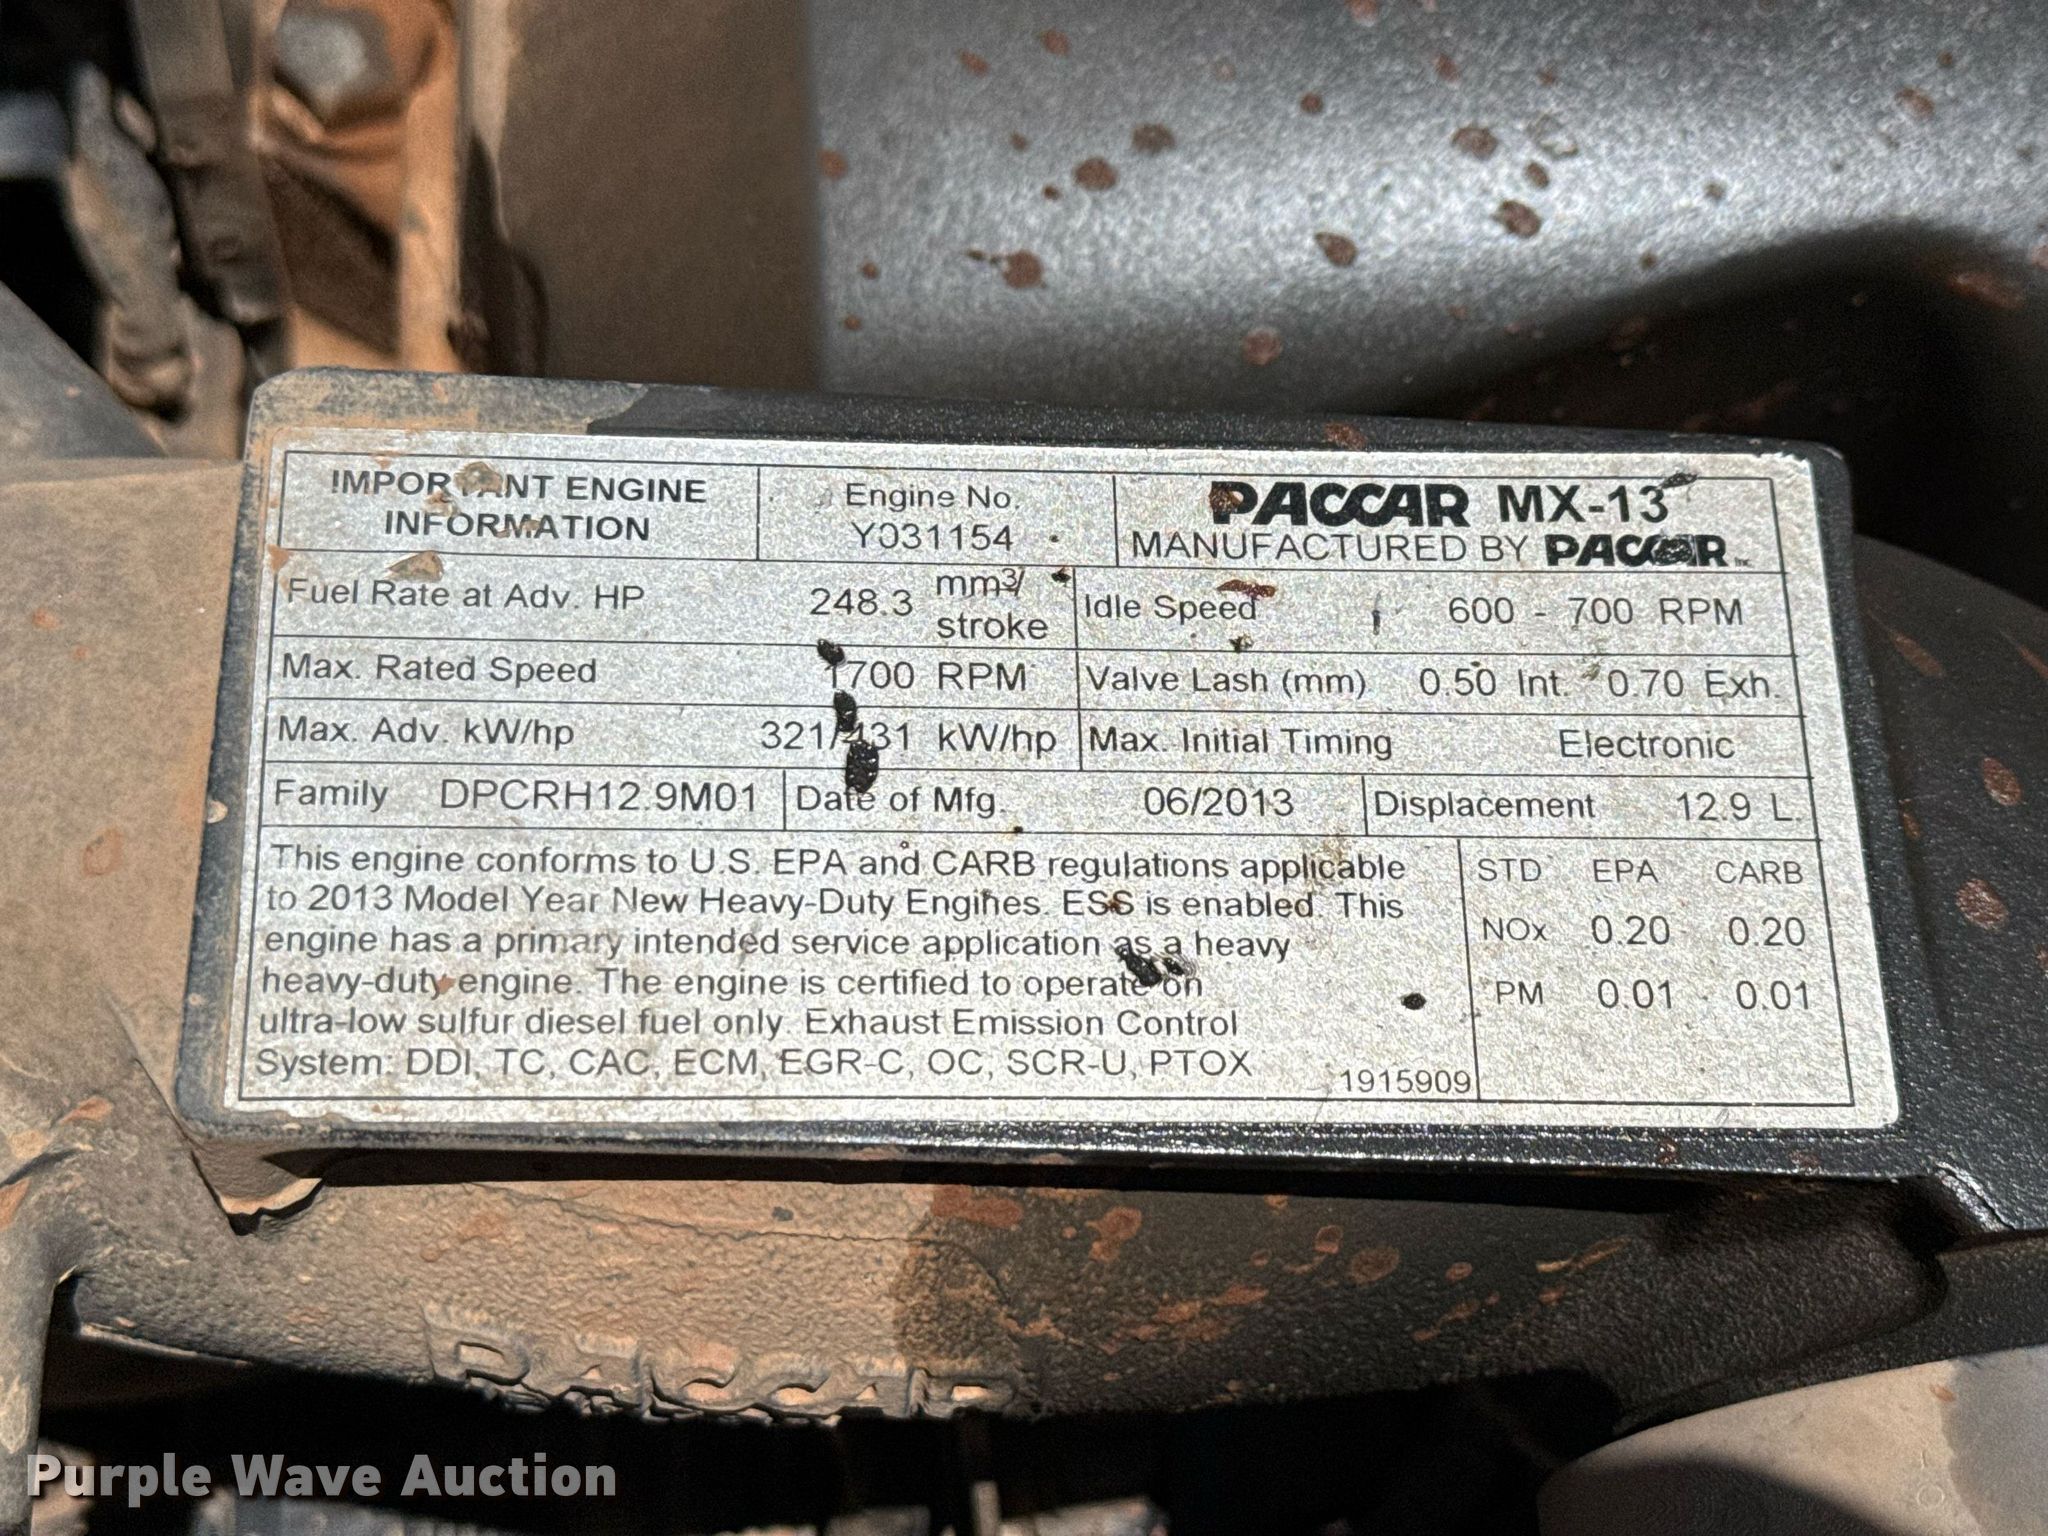 IMPORTANT ENGINE
INFORMATION
Engine No.
Y031154
PACCAR MX-13
MANUFACTURED BY PACCAR
Fuel Rate at Adv. HP 248.3 mm³/
stroke
Idle Speed 600 - 700 RPM
Max. Rated Speed 1700 RPM
Valve Lash (mm) 0.50 Int. 0.70 Exh.
Max. Adv. kW/hp 321/431 kW/hp
Max. Initial Timing Electronic
Family DPCRH12.9M01
Date of Mfg. 06/2013
Displacement 12.9 L.
This engine conforms to U.S. EPA and CARB regulations applicable
to 2013 Model Year New Heavy-Duty Engines. ESS is enabled. This
engine has a primary intended service application as a heavy
heavy-duty engine. The engine is certified to operate on
ultra-low sulfur diesel fuel only. Exhaust Emission Control
System: DDI, TC, CAC, ECM, EGR-C, OC, SCR-U, PTOX
1915909
STD EPA CARB
NOx 0.20 0.20
PM 0.01 0.01
PACCAR
Purple Wave Auction